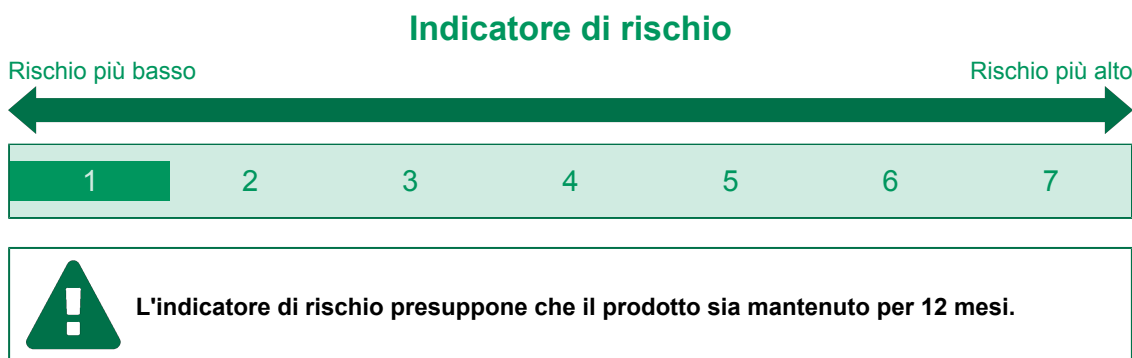 Indicatore di rischio
Rischio più basso Rischio più alto
1 2 3 4 5 6 7
L'indicatore di rischio presuppone che il prodotto sia mantenuto per 12 mesi.